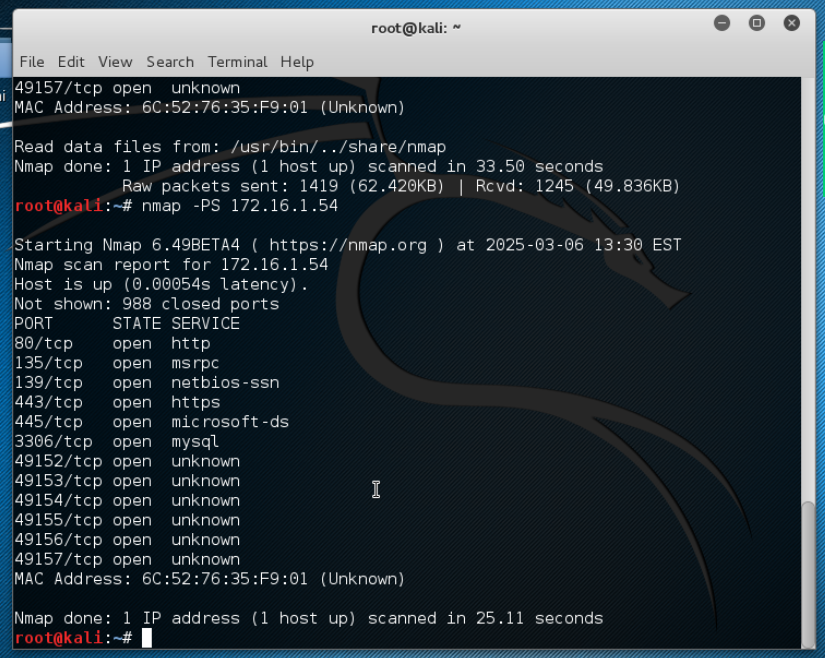 root@kali: ~
File Edit View Search Terminal Help
49157/tcp open  unknown
MAC Address: 6C:52:76:35:F9:01 (Unknown)
Read data files from: /usr/bin/../share/nmap
Nmap done: 1 IP address (1 host up) scanned in 33.50 seconds
           Raw packets sent: 1419 (62.420KB) | Rcvd: 1245 (49.836KB)
root@kali:~# nmap -PS 172.16.1.54
Starting Nmap 6.49BETA4 ( https://nmap.org ) at 2025-03-06 13:30 EST
Nmap scan report for 172.16.1.54
Host is up (0.00054s latency).
Not shown: 988 closed ports
PORT      STATE SERVICE
80/tcp    open  http
135/tcp   open  msrpc
139/tcp   open  netbios-ssn
443/tcp   open  https
445/tcp   open  microsoft-ds
3306/tcp  open  mysql
49152/tcp open  unknown
49153/tcp open  unknown
49154/tcp open  unknown
49155/tcp open  unknown
49156/tcp open  unknown
49157/tcp open  unknown
MAC Address: 6C:52:76:35:F9:01 (Unknown)
Nmap done: 1 IP address (1 host up) scanned in 25.11 seconds
root@kali:~#